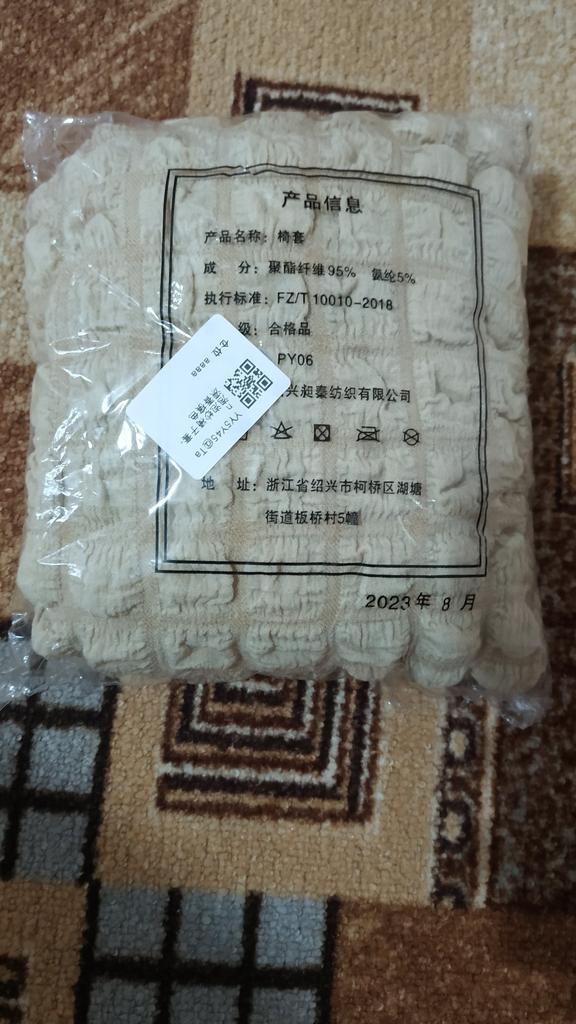 产品信息
产品名称：椅套
成 分：聚酯纤维95% 氨纶5%
执行标准：FZ/T 10010-2018
级：合格品
PY06
兴昶秦纺织有限公司
地 址：浙江省绍兴市柯桥区湖塘
街道板桥村5幢
2023年 8 月
仓位 8888